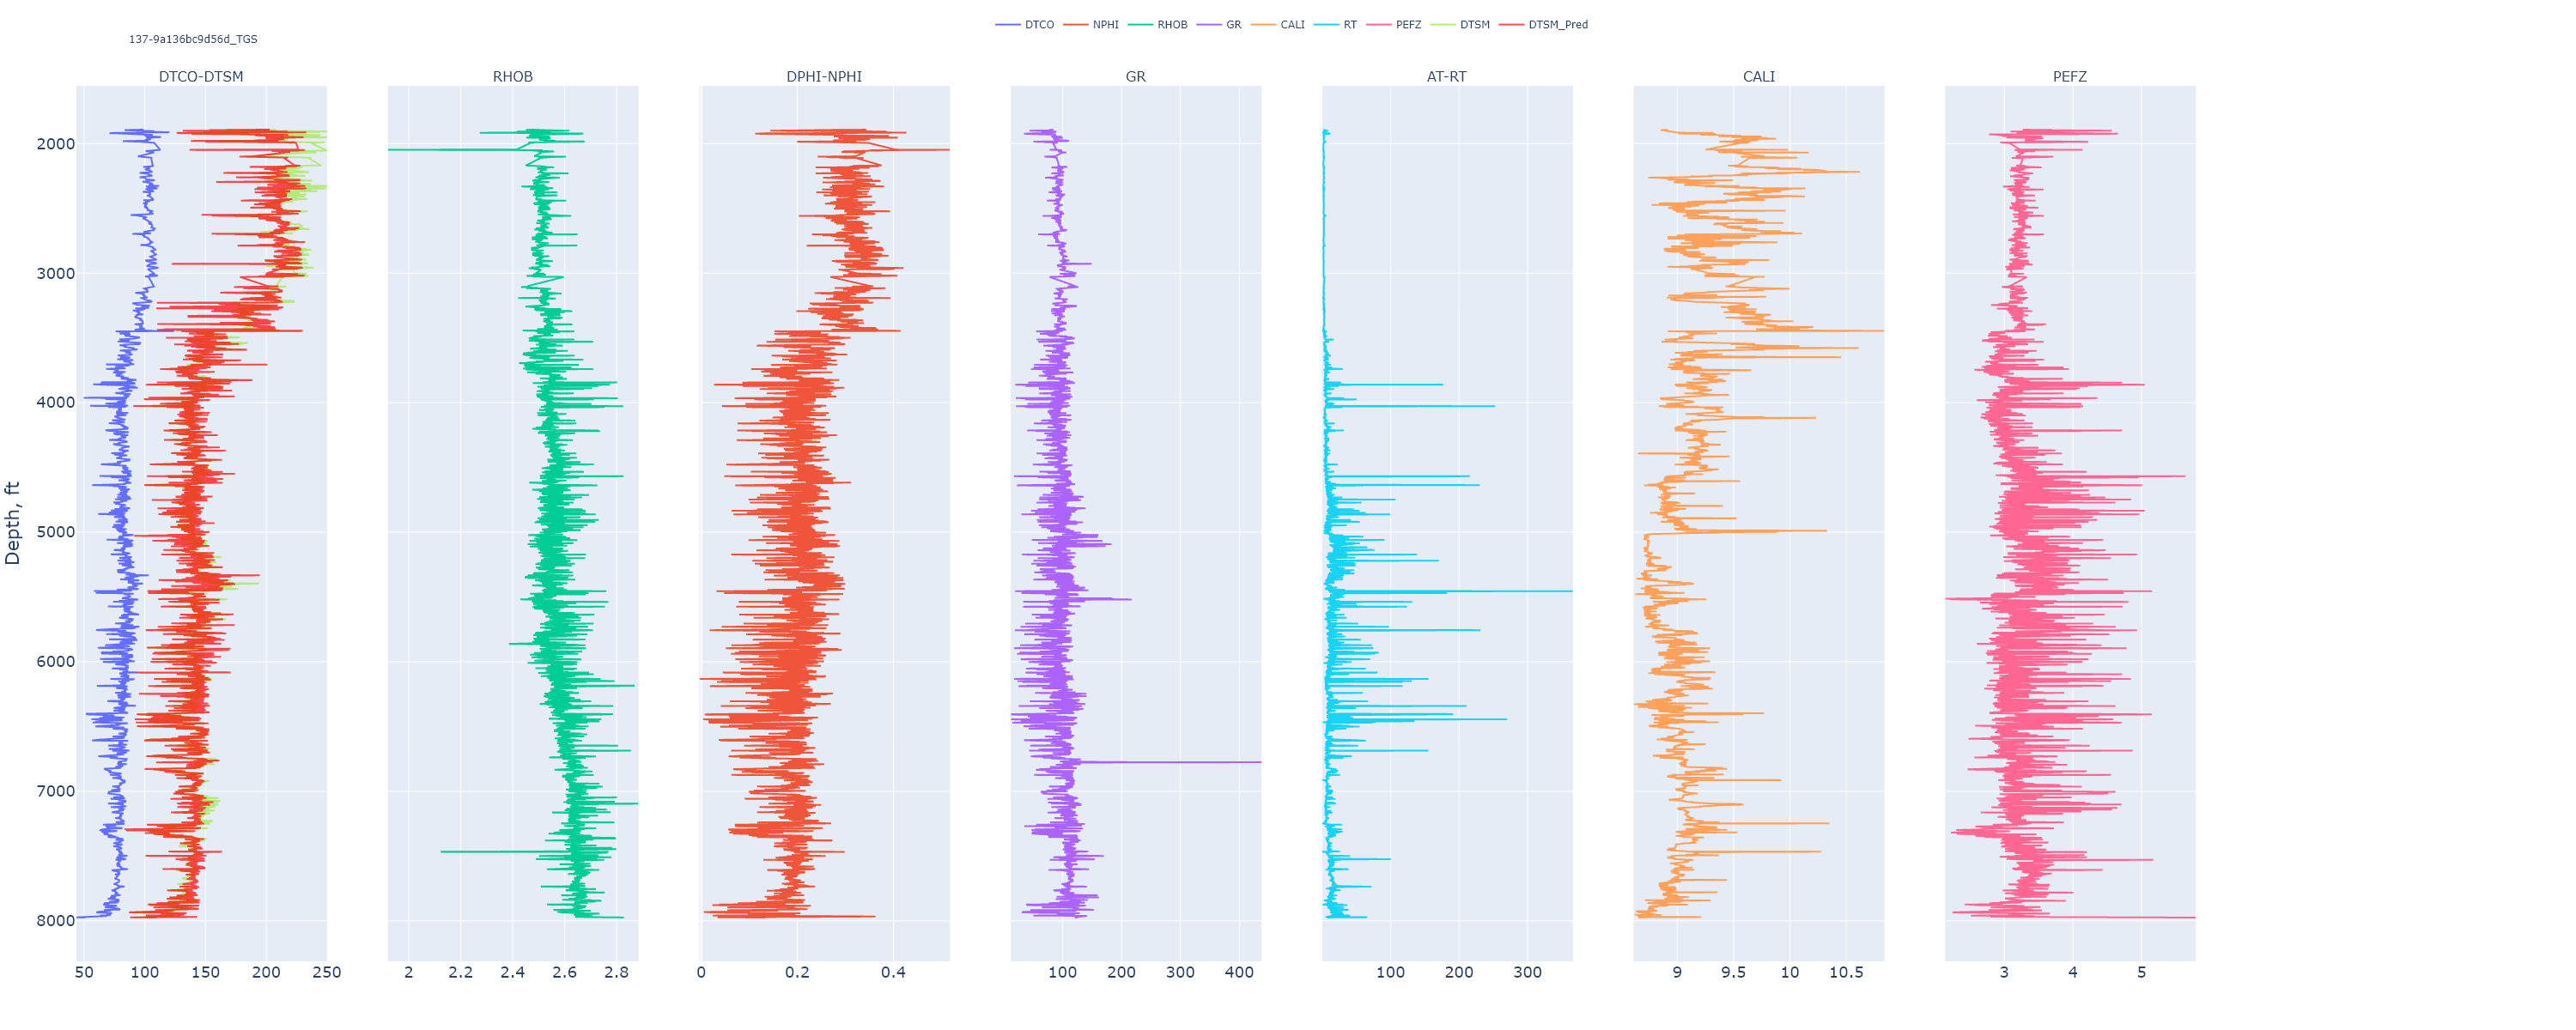 DTCO NPHI RHOB GR CALI RT PEFZ DTSM DTSM_Pred
137-9a136bc9d56d_TGS
DTCO-DTSM RHOB DPHI-NPHI GR AT-RT CALI PEFZ
2000
3000
4000
5000
6000
7000
8000
Depth, ft
50 100 150 200 250 2 2.2 2.4 2.6 2.8 0 0.2 0.4 100 200 300 400 100 200 300 9 9.5 10 10.5 3 4 5